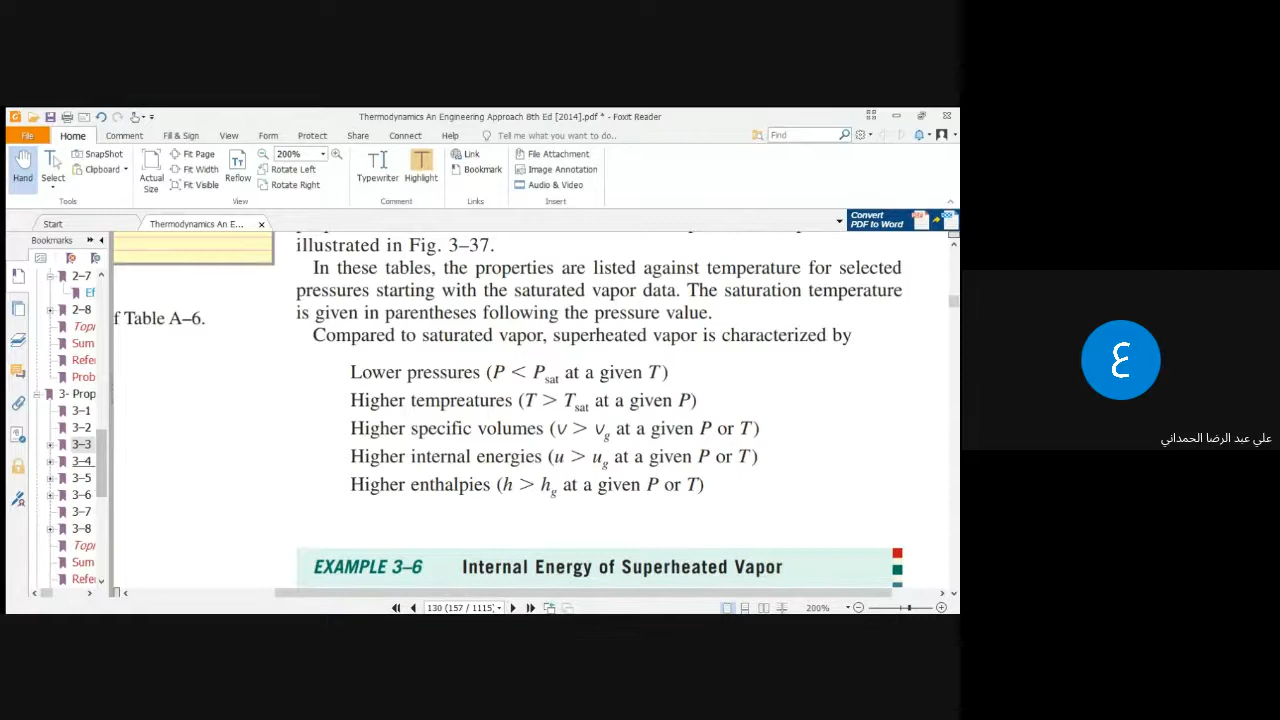 Thermodynamics An Engineering Approach 8th Ed [2014].pdf * - Foxit Reader
File Home Comment Fill & Sign View Form Protect Share Connect Help Tell me what you want to do.. Find
Hand
Select
SnapShot
Clipboard
Actual Size
Fit Page
Fit Width
Fit Visible
Reflow
200%
Rotate Left
Rotate Right
Typewriter
Highlight
Link
Bookmark
File Attachment
Image Annotation
Audio & Video
Tools View Comment Links Insert
Start Thermodynamics An E...
Convert
PDF to Word
Bookmarks
2-7
Ef
2-8
Topi
Sum
Refer
Prob
3- Prop
3-1
3-2
3-3
3-4
3-5
3-6
3-7
3-8
Topi
Sum
Refer
f Table A–6.
illustrated in Fig. 3–37.
In these tables, the properties are listed against temperature for selected
pressures starting with the saturated vapor data. The saturation temperature
is given in parentheses following the pressure value.
Compared to saturated vapor, superheated vapor is characterized by
Lower pressures (P < Psat at a given T)
Higher tempreatures (T > Tsat at a given P)
Higher specific volumes (v > vg at a given P or T)
Higher internal energies (u > ug at a given P or T)
Higher enthalpies (h > hg at a given P or T)
EXAMPLE 3–6 Internal Energy of Superheated Vapor
130 (157 / 1115)
200%
ع
علي عبد الرضا الحمداني